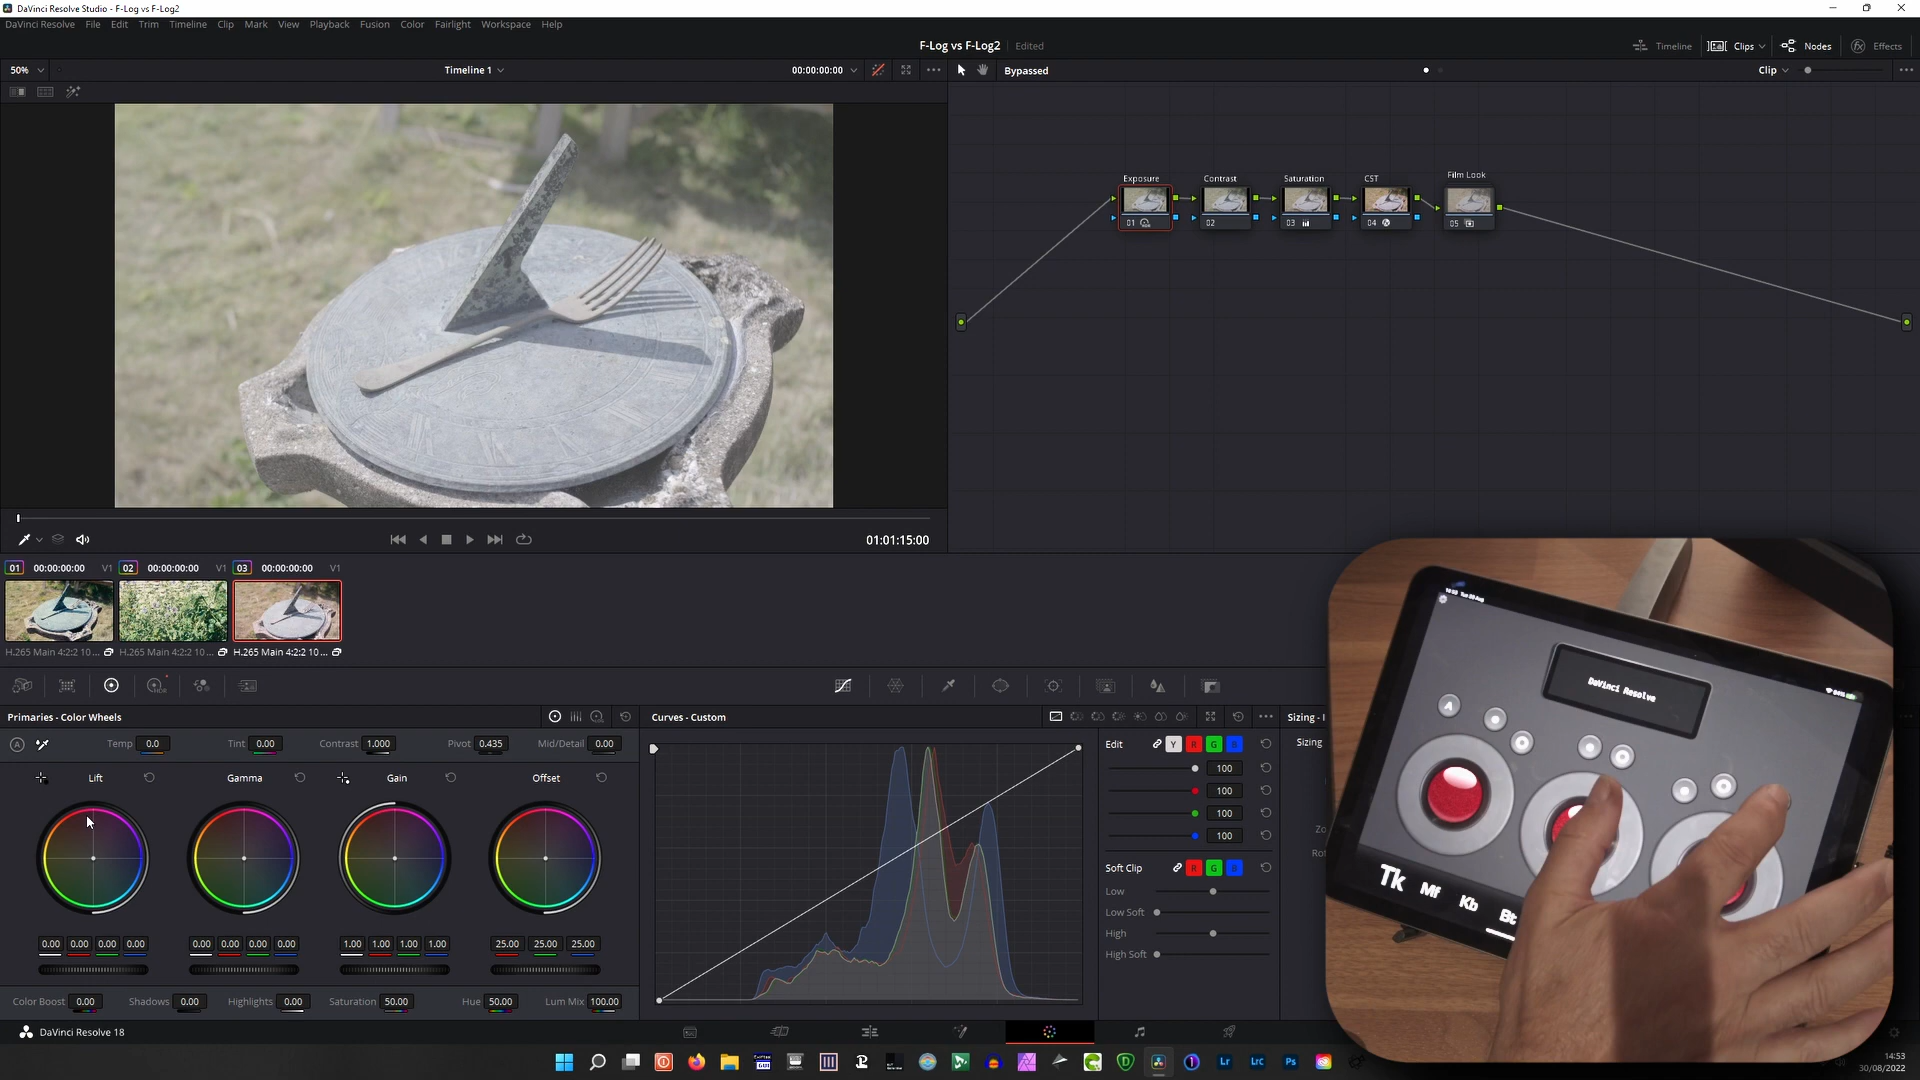 DaVinci Resolve Studio - F-Log vs F-Log2
DaVinci Resolve File Edit Trim Timeline Clip Mark View Playback Fusion Color Fairlight Workspace Help
F-Log vs F-Log2 Edited
Timeline Clips Nodes Effects
50% Timeline 1 00:00:00:00
Bypassed Clip
Exposure Contrast Saturation CST Film Look
01 02 03 04 05
01:01:15:00
01 00:00:00:00 V1 02 00:00:00:00 V1 03 00:00:00:00 V1
H.265 Main 4:2:2 10... H.265 Main 4:2:2 10... H.265 Main 4:2:2 10...
Primaries - Color Wheels
Temp 0.0 Tint 0.00 Contrast 1.000 Pivot 0.435 Mid/Detail 0.00
Lift Gamma Gain Offset
0.00 0.00 0.00 0.00 0.00 0.00 0.00 0.00 1.00 1.00 1.00 1.00 25.00 25.00 25.00
Color Boost 0.00 Shadows 0.00 Highlights 0.00 Saturation 50.00 Hue 50.00 Lum Mix 100.00
Curves - Custom
Edit Y R G B
100
100
100
100
Soft Clip R G B
Low
Low Soft
High
High Soft
Sizing
DaVinci Resolve
A
Tk Mf Kb Bt
DaVinci Resolve 18
Lr LrC Ps
14:53
30/08/2022